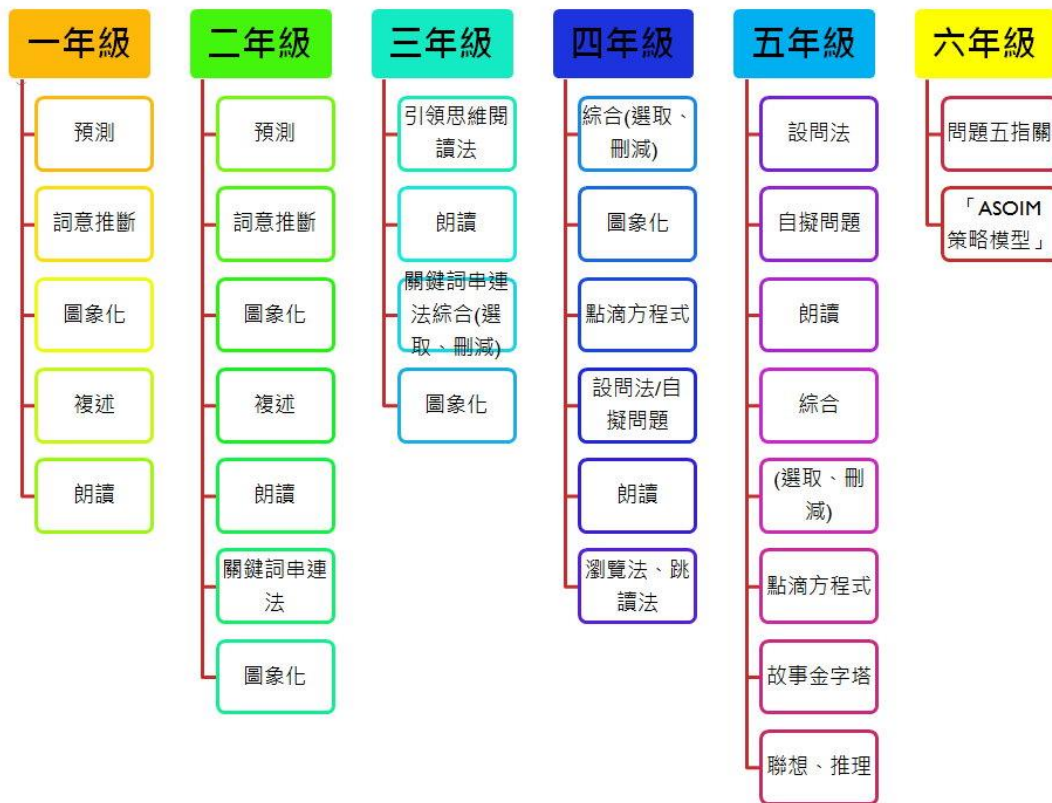 一年級
預測
詞意推斷
圖象化
複述
朗讀
二年級
預測
詞意推斷
圖象化
複述
朗讀
關鍵詞串連
法
圖象化
三年級
引領思維閱
讀法
朗讀
關鍵詞串連
法綜合(選
取、刪減)
圖象化
四年級
綜合(選取、
刪減)
圖象化
點滴方程式
設問法/自
擬問題
朗讀
瀏覽法、跳
讀法
五年級
設問法
自擬問題
朗讀
綜合
(選取、刪
減)
點滴方程式
故事金字塔
聯想、推理
六年級
問題五指關
「ASOIM
策略模型」